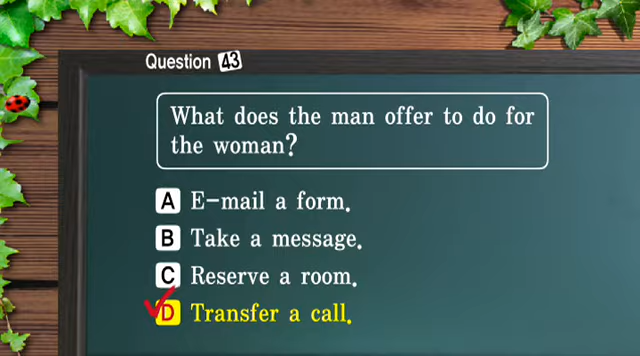 Question 43
What does the man offer to do for
the woman?
A E-mail a form.
B Take a message.
C Reserve a room.
D Transfer a call.